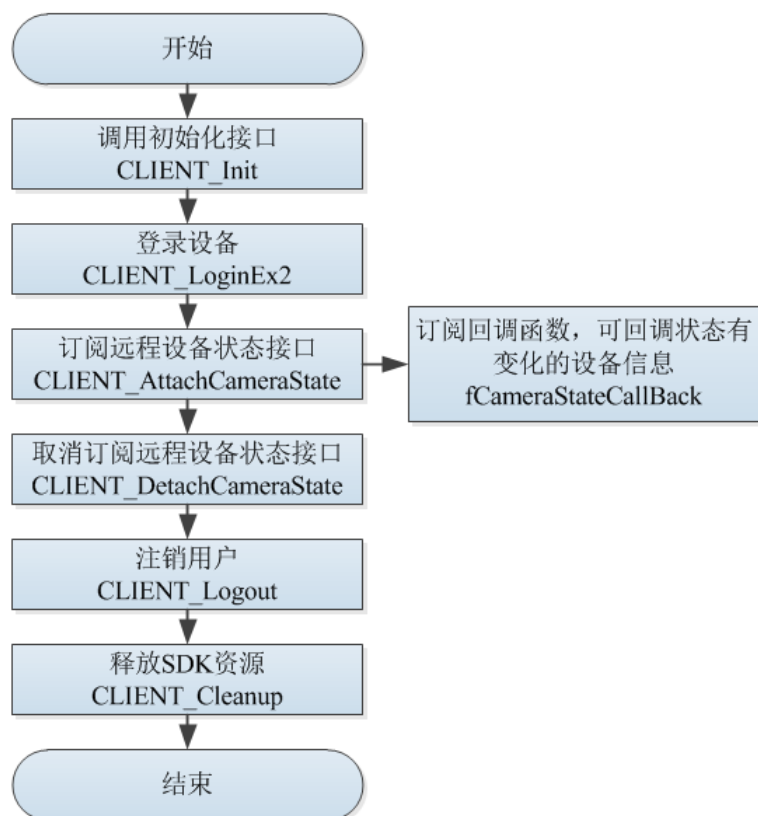 开始
调用初始化接口
CLIENT_Init
登录设备
CLIENT_LoginEx2
订阅远程设备状态接口
CLIENT_AttachCameraState
订阅回调函数，可回调状态有
变化的设备信息
fCameraStateCallBack
取消订阅远程设备状态接口
CLIENT_DetachCameraState
注销用户
CLIENT_Logout
释放SDK资源
CLIENT_Cleanup
结束